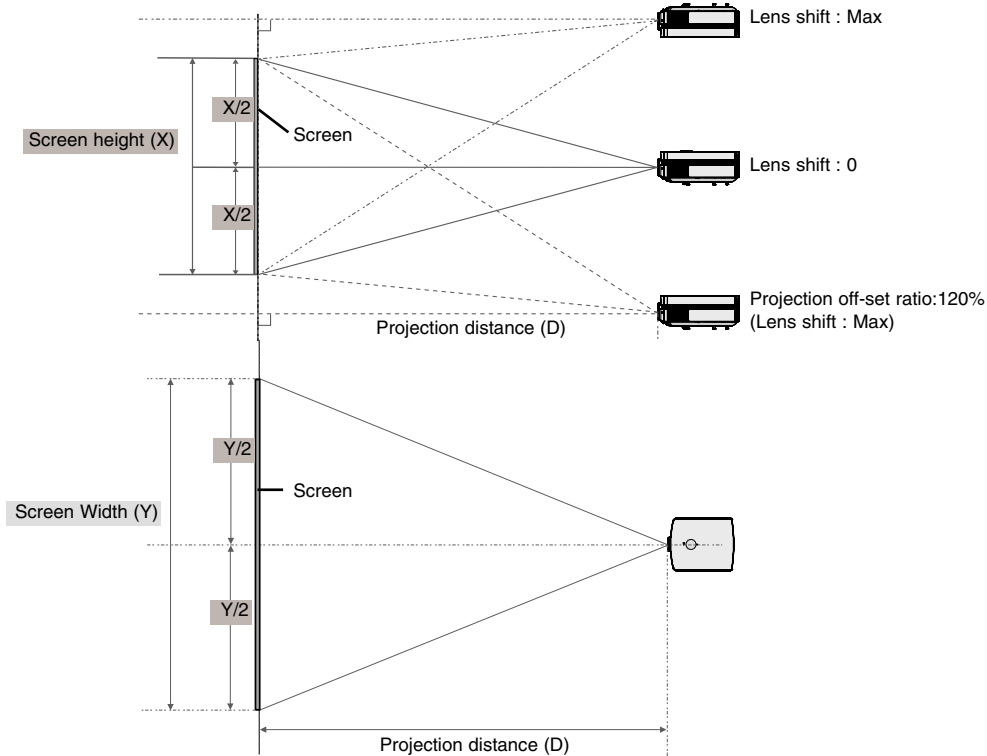 Lens shift : Max
X/2
Screen
Screen height (X)
Lens shift : 0
X/2
Projection off-set ratio:120%
(Lens shift : Max)
Projection distance (D)
Y/2
Screen
Screen Width (Y)
Y/2
Projection distance (D)